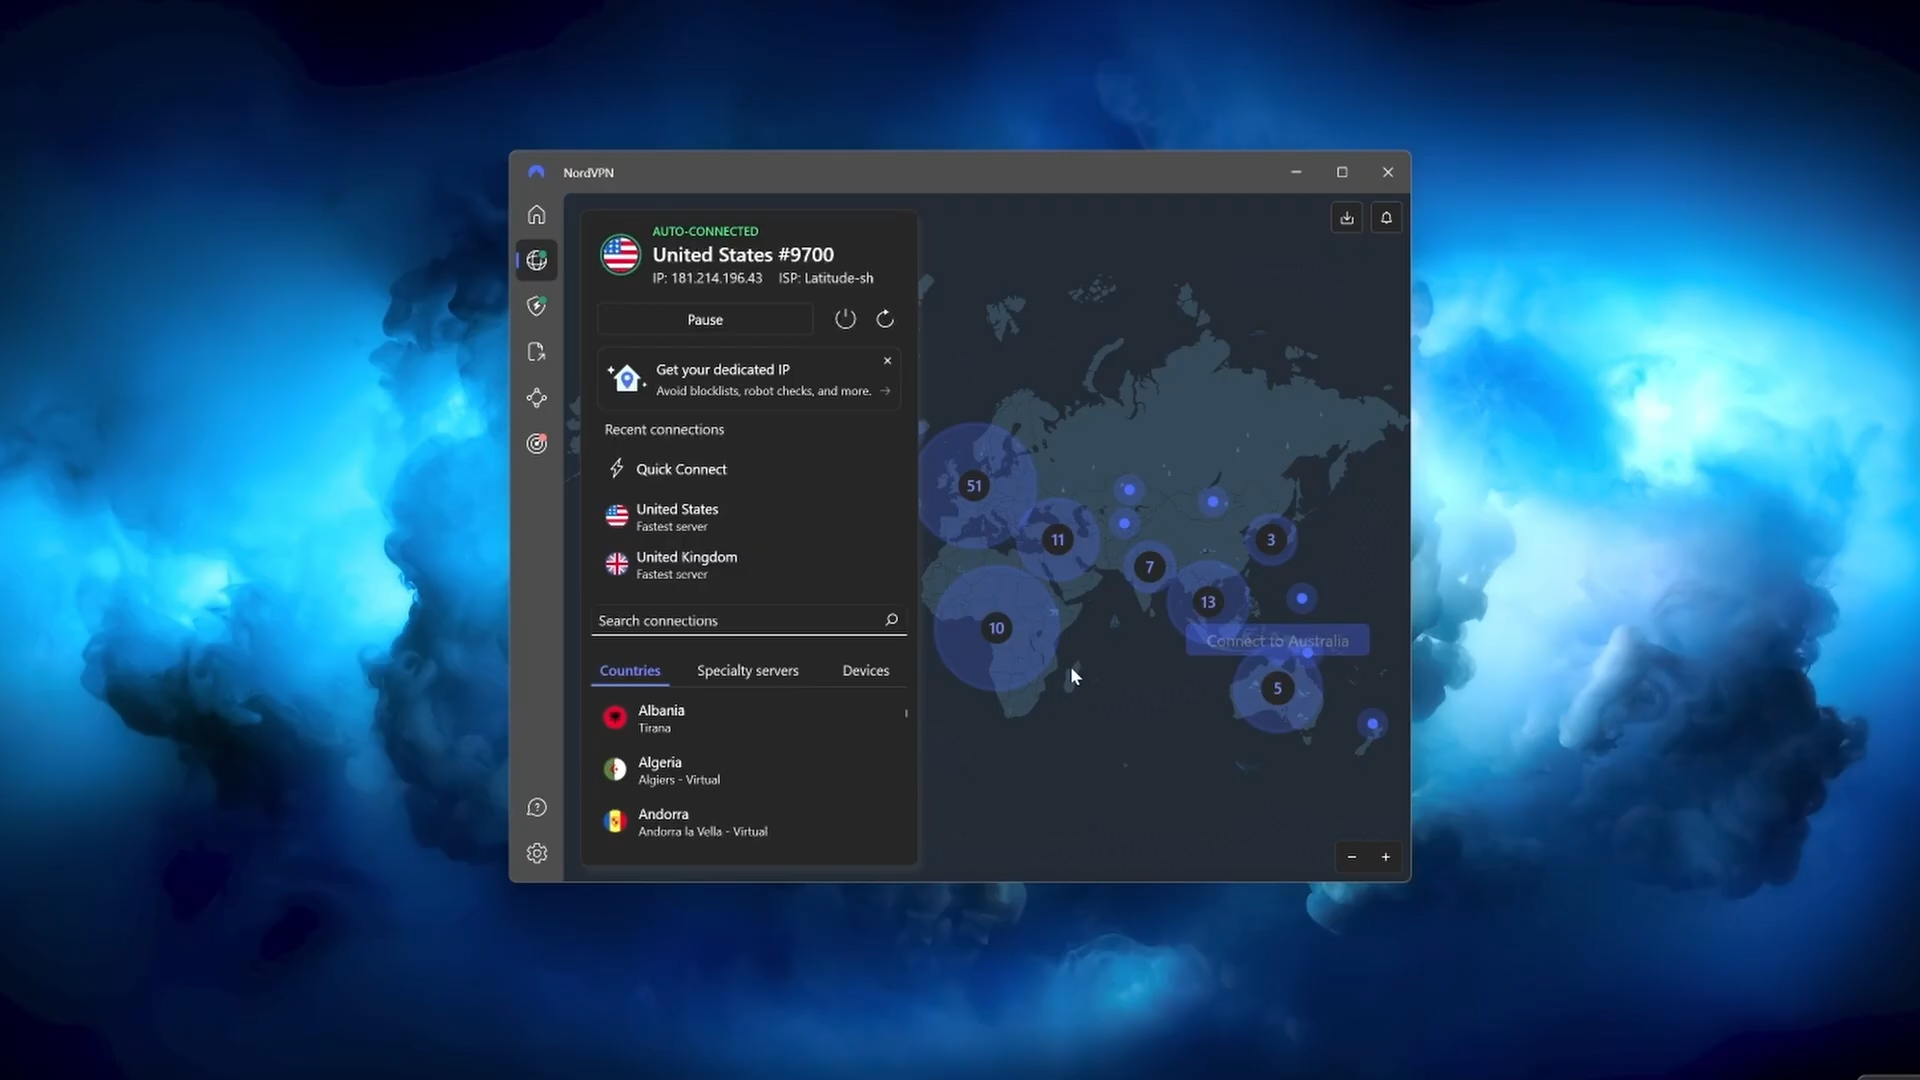 NordVPN
AUTO-CONNECTED
United States #9700
IP: 181.214.196.43 ISP: Latitude-sh
Pause
Get your dedicated IP
Avoid blocklists, robot checks, and more. →
Recent connections
Quick Connect
United States
Fastest server
United Kingdom
Fastest server
Search connections
Countries Specialty servers Devices
Albania
Tirana
Algeria
Algiers - Virtual
Andorra
Andorra la Vella - Virtual
51
11
3
7
13
10
Connect to Australia
5